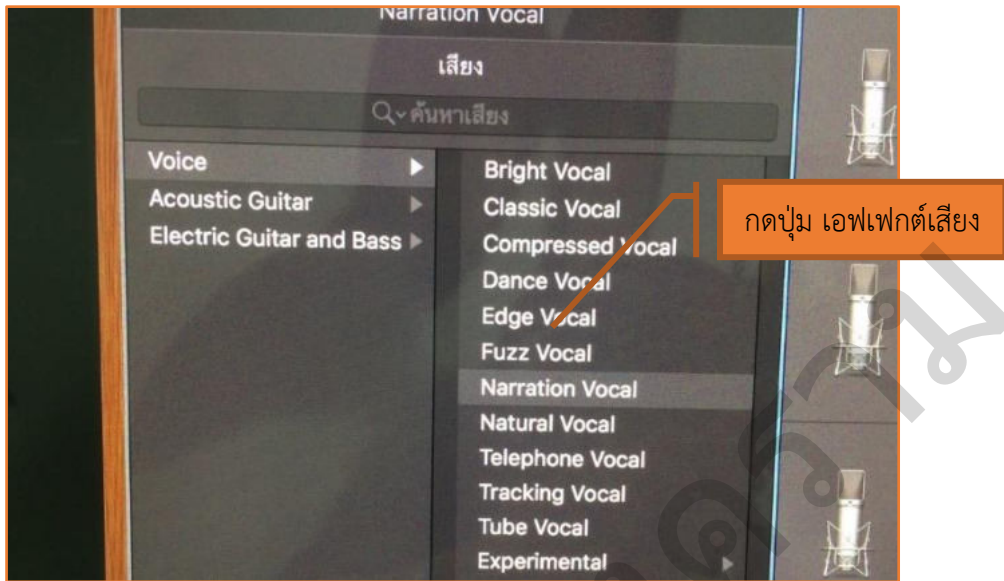 Narration Vocal
เสียง
ค้นหาเสียง
Voice
Acoustic Guitar
Electric Guitar and Bass
Bright Vocal
Classic Vocal
Compressed Vocal
Dance Vocal
Edge Vocal
Fuzz Vocal
Narration Vocal
Natural Vocal
Telephone Vocal
Tracking Vocal
Tube Vocal
Experimental
กดปุ่ม เอฟเฟกต์เสียง